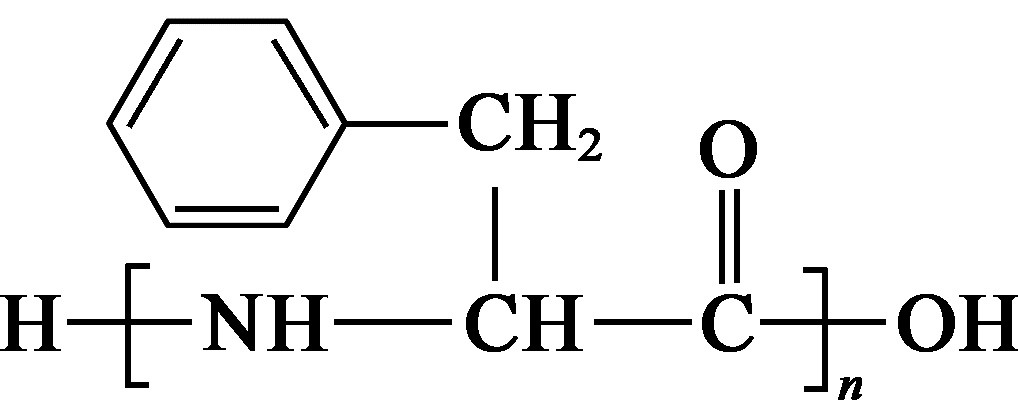 CH₂
O
H [ NH CH C ]ₙ OH